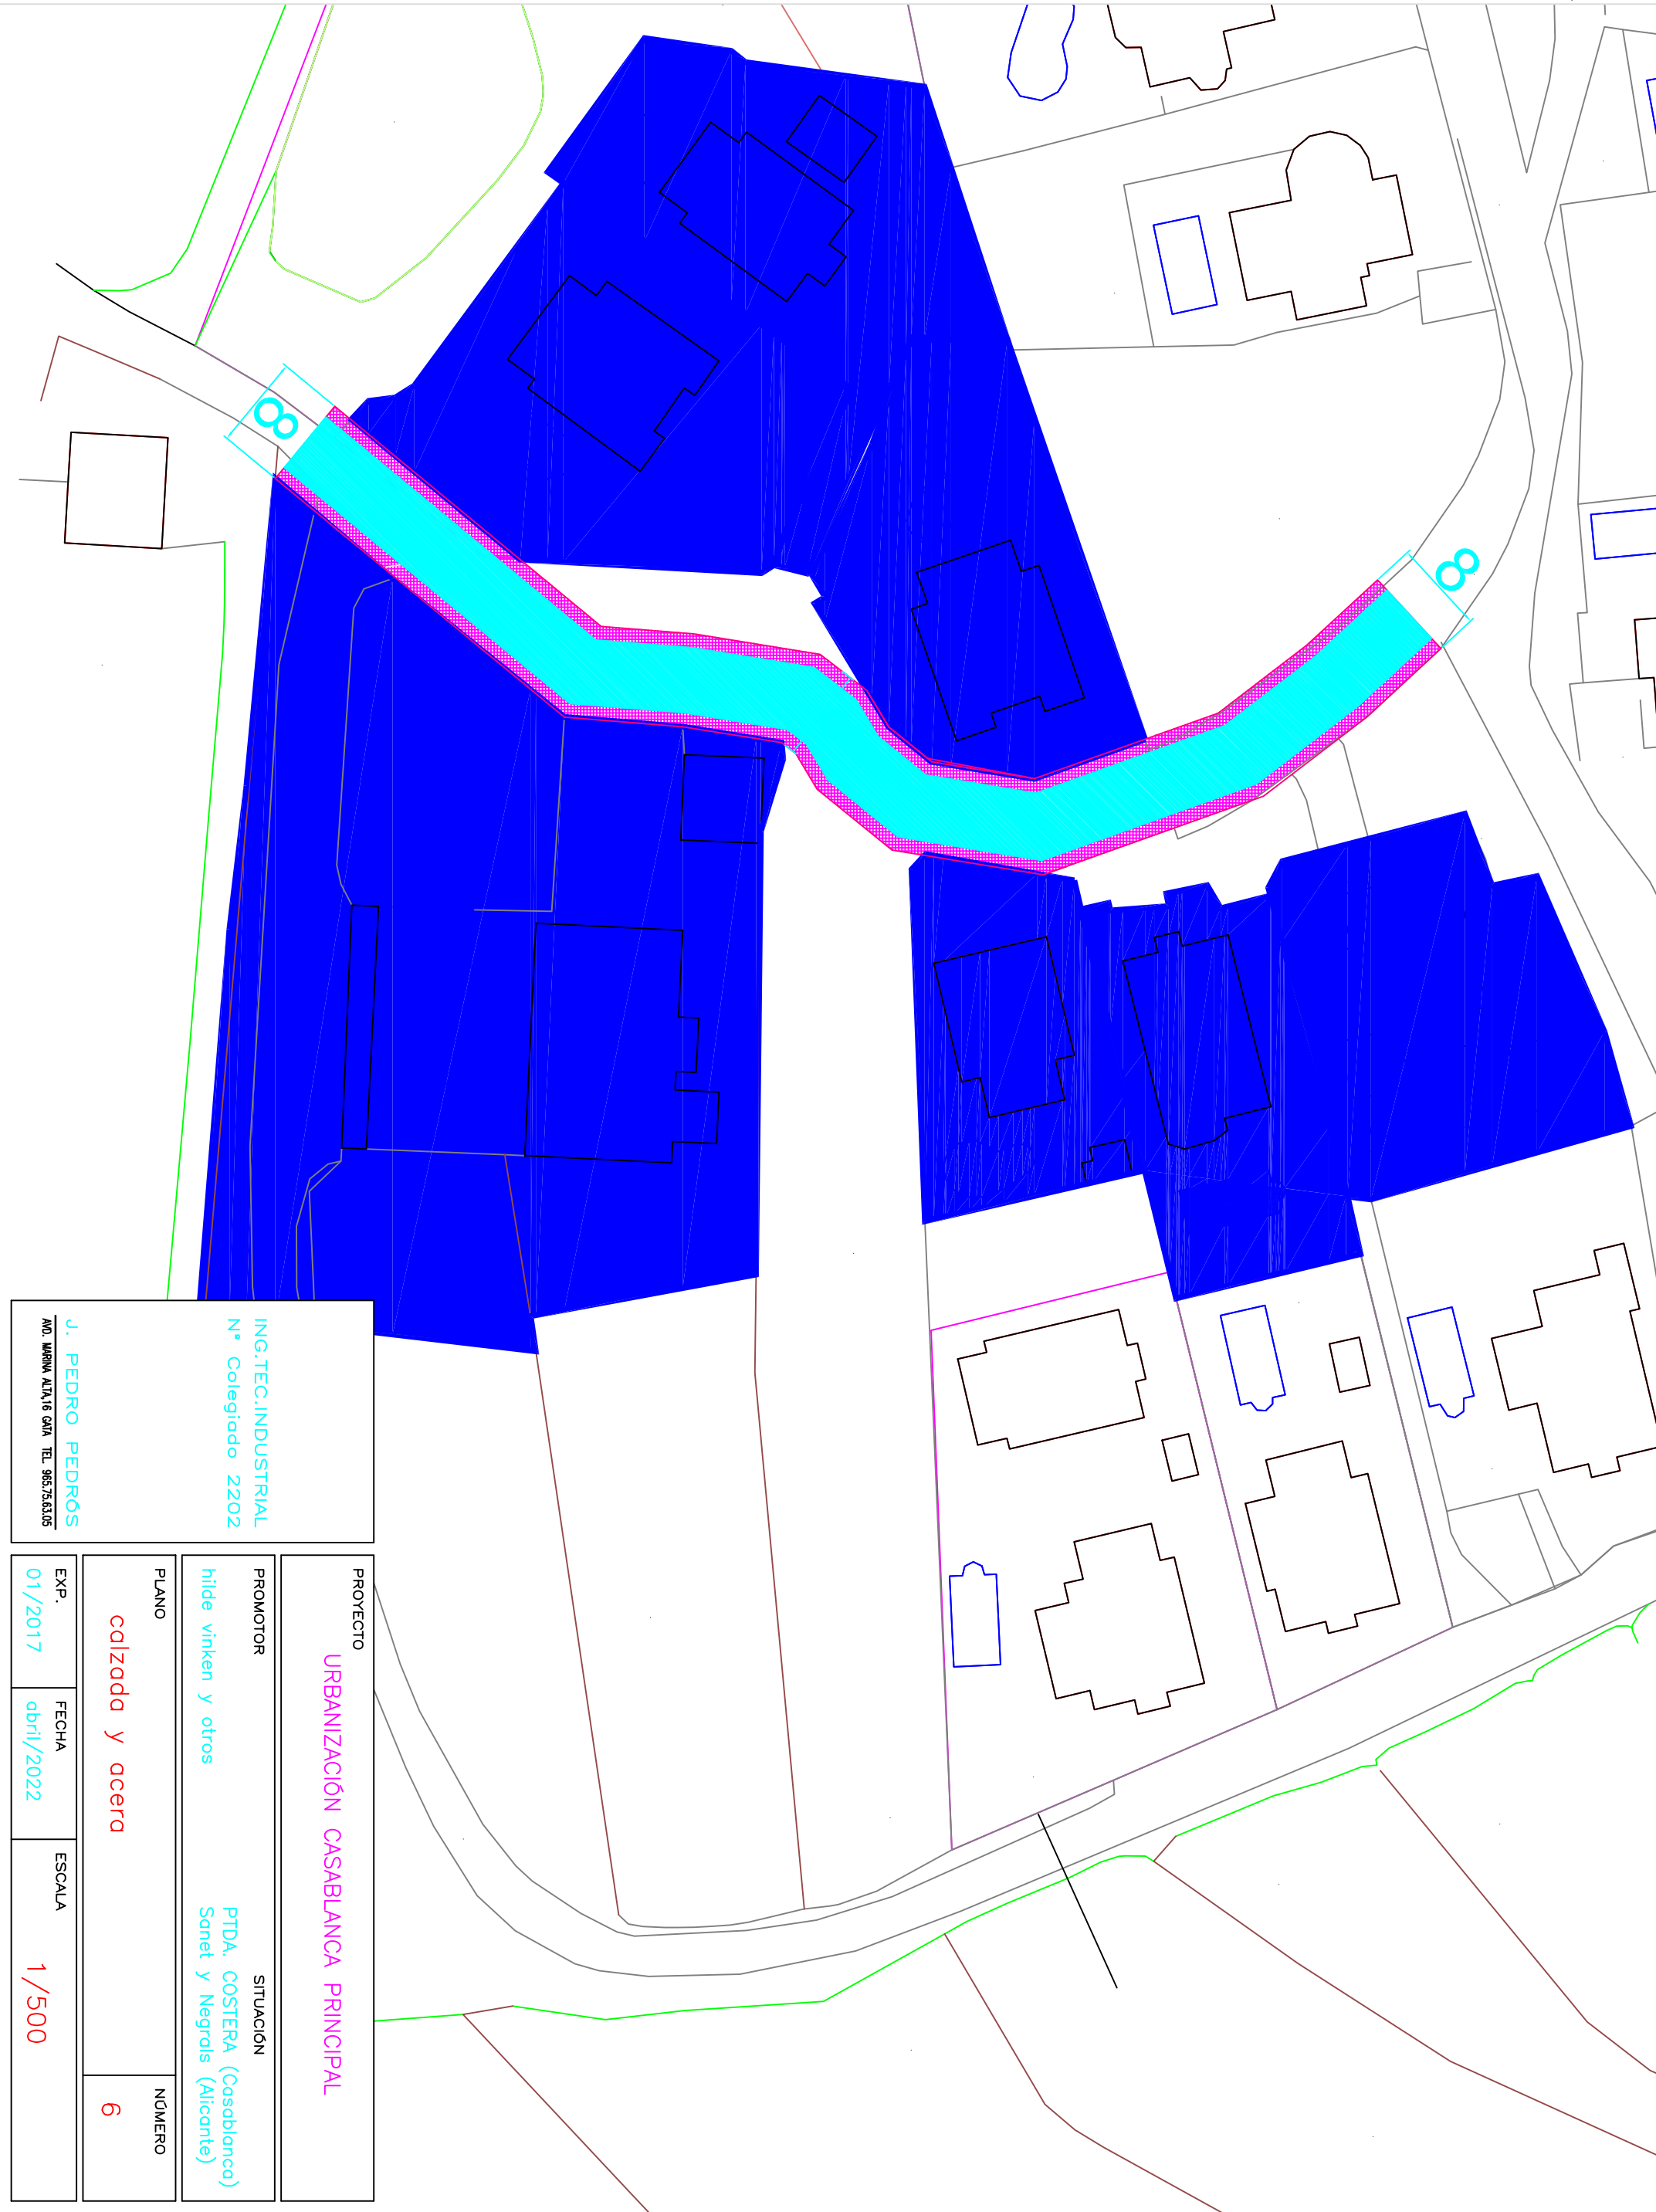 8
8
ING.TEC.INDUSTRIAL
Nº Colegiado 2202
J. PEDRO PEDRÓS
AVD. MARINA ALTA,16 GATA TEL. 965.75.63.05
PROYECTO
URBANIZACIÓN CASABLANCA PRINCIPAL
PROMOTOR
hilde vinken y otros
SITUACIÓN
PTDA. COSTERA (Casablanca)
Sanet y Negrals (Alicante)
PLANO
calzada y acera
NÚMERO
6
EXP.
01/2017
FECHA
abril/2022
ESCALA
1/500